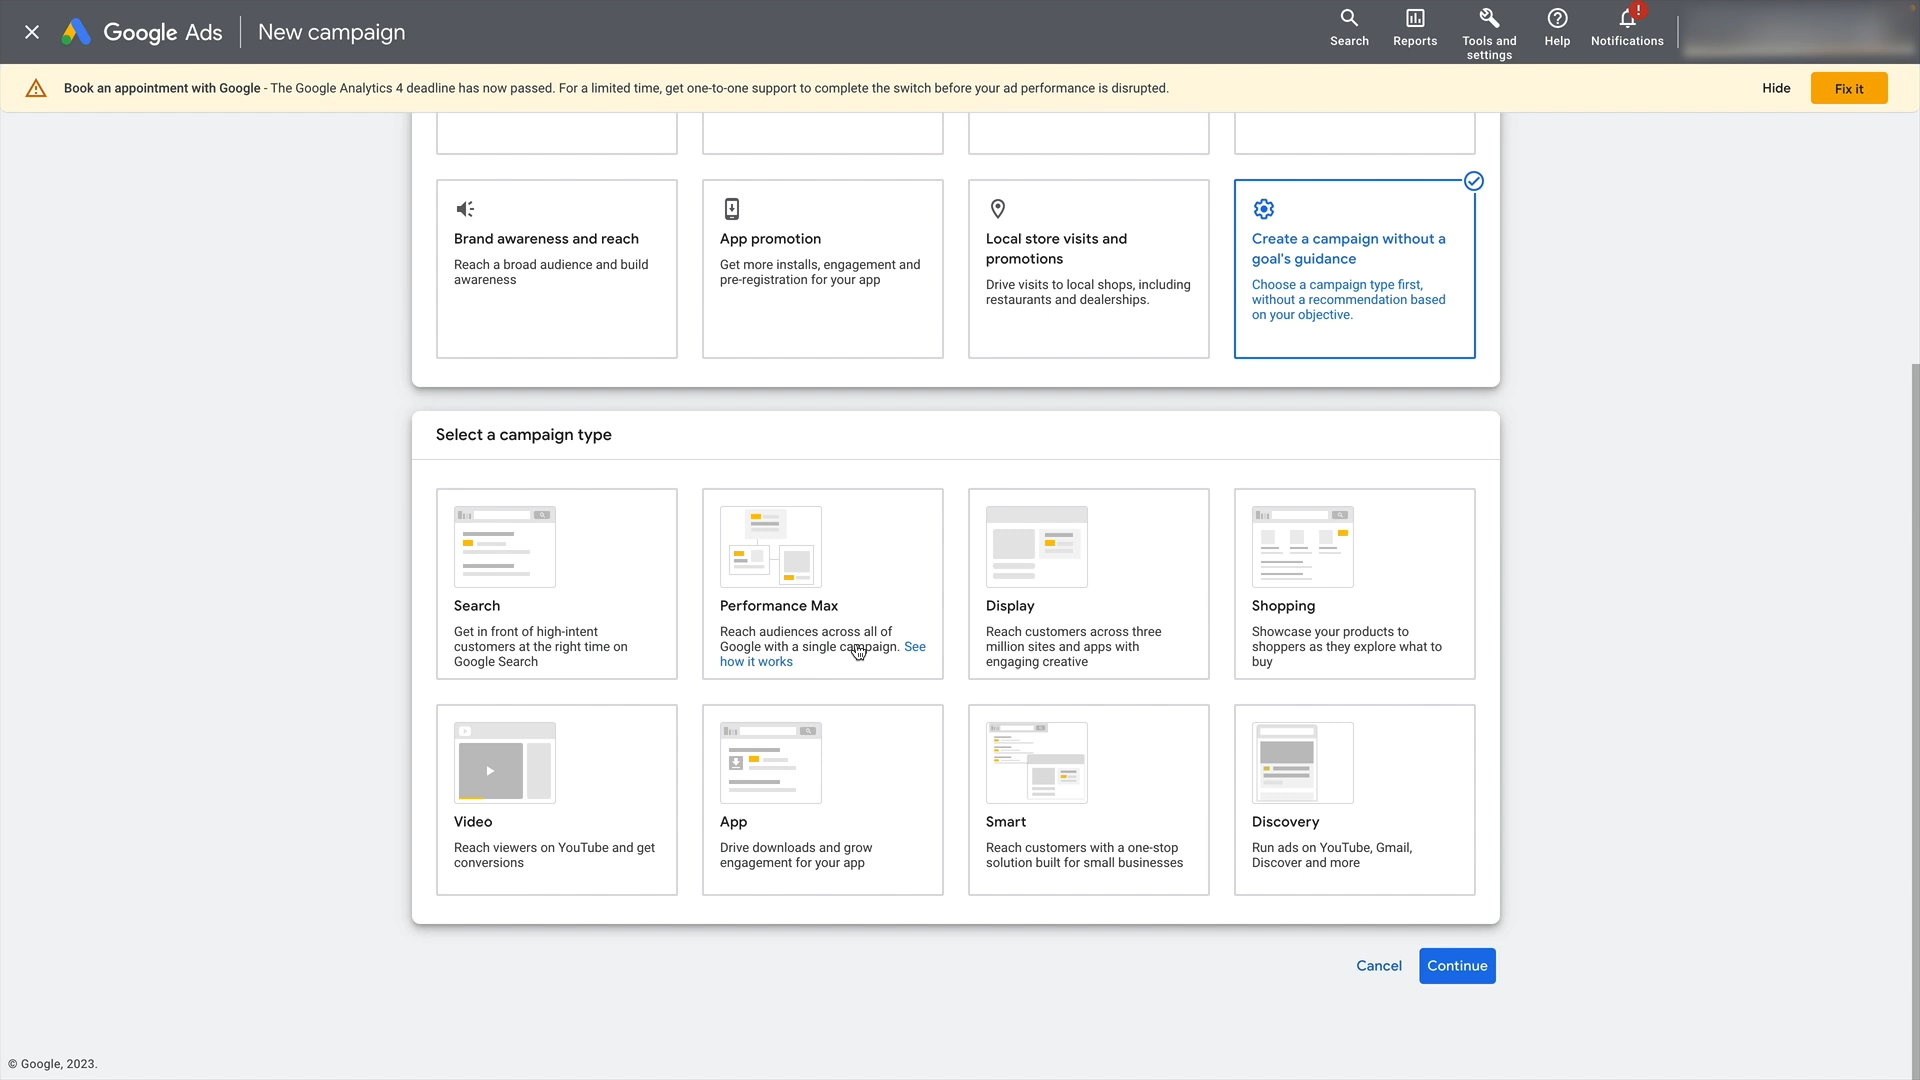 Google Ads
New campaign
Search
Reports
Tools and
settings
Help
!
Notifications
Book an appointment with Google - The Google Analytics 4 deadline has now passed. For a limited time, get one-to-one support to complete the switch before your ad performance is disrupted.
Hide
Fix it
Brand awareness and reach
Reach a broad audience and build
awareness
App promotion
Get more installs, engagement and
pre-registration for your app
Local store visits and
promotions
Drive visits to local shops, including
restaurants and dealerships.
Create a campaign without a
goal's guidance
Choose a campaign type first,
without a recommendation based
on your objective.
Select a campaign type
Search
Get in front of high-intent
customers at the right time on
Google Search
Performance Max
Reach audiences across all of
Google with a single campaign. See
how it works
Display
Reach customers across three
million sites and apps with
engaging creative
Shopping
Showcase your products to
shoppers as they explore what to
buy
Video
Reach viewers on YouTube and get
conversions
App
Drive downloads and grow
engagement for your app
Smart
Reach customers with a one-stop
solution built for small businesses
Discovery
Run ads on YouTube, Gmail,
Discover and more
Cancel
Continue
© Google, 2023.